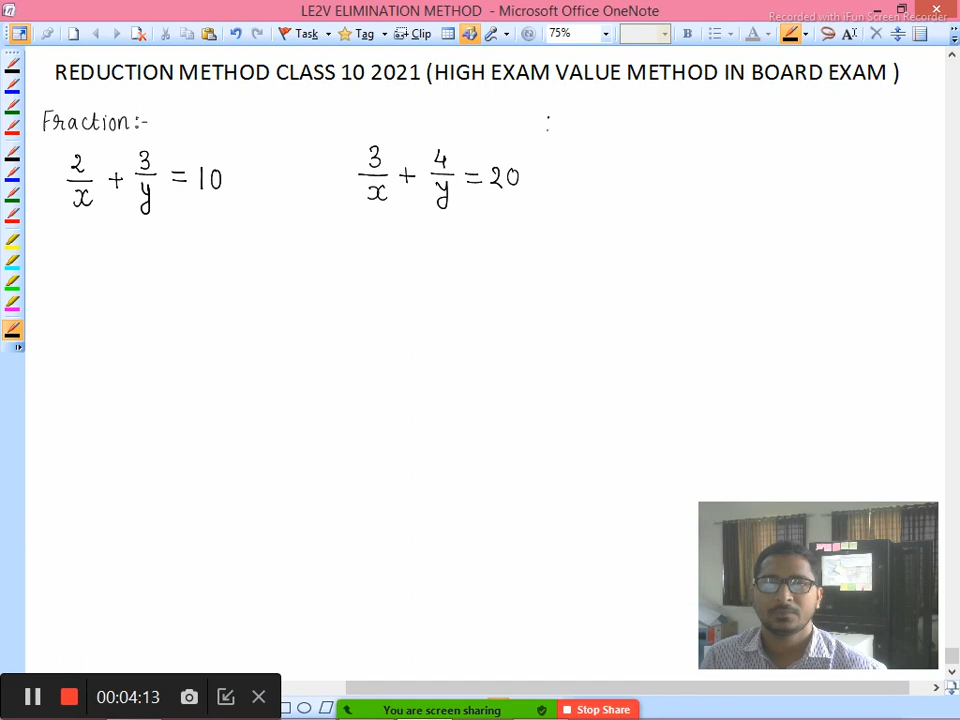 LE2V ELIMINATION METHOD - Microsoft Office OneNote
Recorded with iFun Screen Recorder
Task Tag Clip 75% B A A
REDUCTION METHOD CLASS 10 2021 (HIGH EXAM VALUE METHOD IN BOARD EXAM )
Fraction:- :
2/x + 3/y = 10 3/x + 4/y = 20
00:04:13
You are screen sharing Stop Share